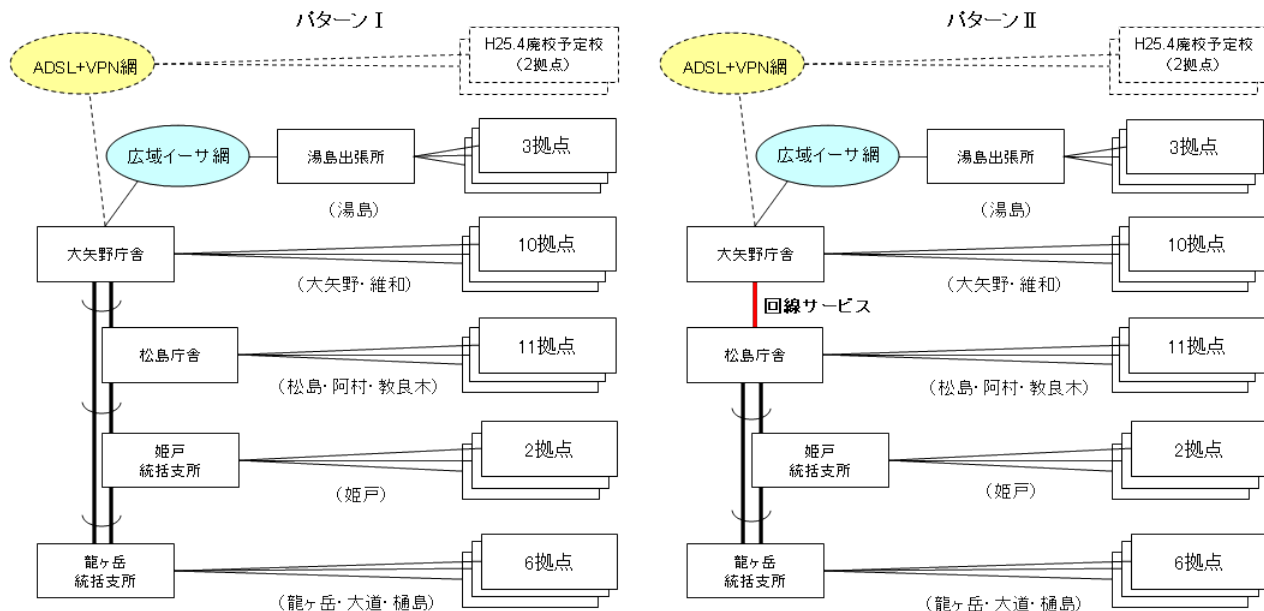 パターンⅠ
ADSL+VPN網
H25.4廃校予定校
(2拠点)
広域イーサ網
湯島出張所
3拠点
(湯島)
大矢野庁舎
10拠点
(大矢野・維和)
松島庁舎
11拠点
(松島・阿村・教良木)
姫戸
統括支所
2拠点
(姫戸)
龍ヶ岳
統括支所
6拠点
(龍ヶ岳・大道・樋島)
パターンⅡ
ADSL+VPN網
H25.4廃校予定校
(2拠点)
広域イーサ網
湯島出張所
3拠点
(湯島)
大矢野庁舎
10拠点
(大矢野・維和)
回線サービス
松島庁舎
11拠点
(松島・阿村・教良木)
姫戸
統括支所
2拠点
(姫戸)
龍ヶ岳
統括支所
6拠点
(龍ヶ岳・大道・樋島)